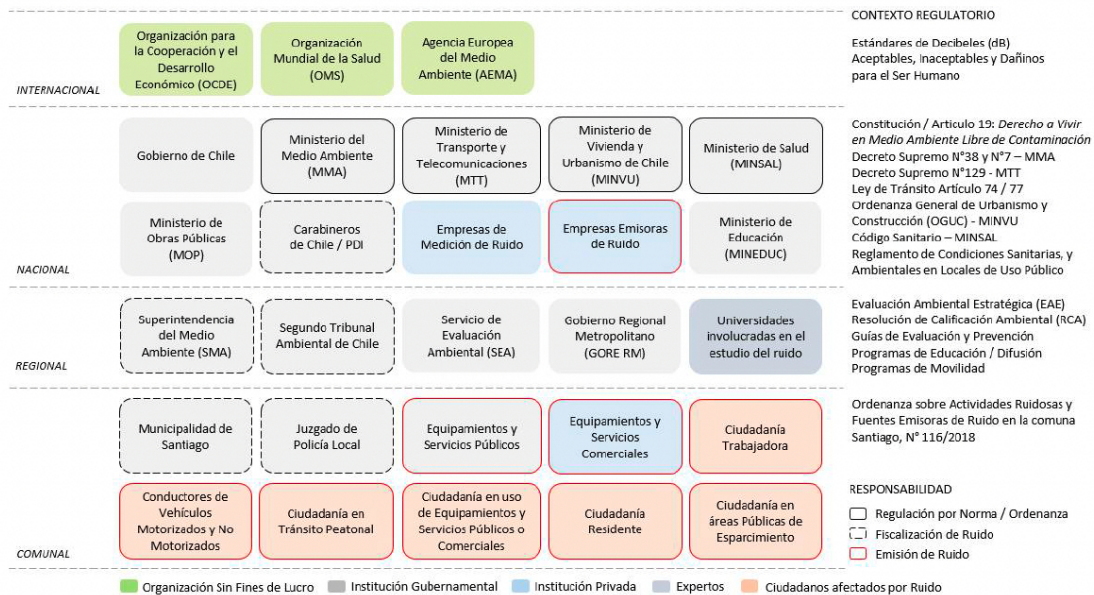 Organización para
la Cooperación y el
Desarrollo
Económico (OCDE)
Organización
Mundial de la Salud
(OMS)
Agencia Europea
del Medio
Ambiente (AEMA)
INTERNACIONAL
CONTEXTO REGULATORIO
Estándares de Decibeles (dB)
Aceptables, Inaceptables y Dañinos
para el Ser Humano
Gobierno de Chile
Ministerio del
Medio Ambiente
(MMA)
Ministerio de
Transporte y
Telecomunicaciones
(MTT)
Ministerio de
Vivienda y
Urbanismo de Chile
(MINVU)
Ministerio de Salud
(MINSAL)
Ministerio de
Obras Públicas
(MOP)
Carabineros
de Chile / PDI
Empresas de
Medición de Ruido
Empresas Emisoras
de Ruido
Ministerio de
Educación
(MINEDUC)
NACIONAL
Constitución / Articulo 19: Derecho a Vivir
en Medio Ambiente Libre de Contaminación
Decreto Supremo N°38 y N°7 – MMA
Decreto Supremo N°129 - MTT
Ley de Tránsito Artículo 74 / 77
Ordenanza General de Urbanismo y
Construcción (OGUC) - MINVU
Código Sanitario – MINSAL
Reglamento de Condiciones Sanitarias, y
Ambientales en Locales de Uso Público
Superintendencia
del Medio
Ambiente (SMA)
Segundo Tribunal
Ambiental de Chile
Servicio de
Evaluación
Ambiental (SEA)
Gobierno Regional
Metropolitano
(GORE RM)
Universidades
involucradas en el
estudio del ruido
REGIONAL
Evaluación Ambiental Estratégica (EAE)
Resolución de Calificación Ambiental (RCA)
Guías de Evaluación y Prevención
Programas de Educación / Difusión
Programas de Movilidad
Municipalidad de
Santiago
Juzgado de
Policía Local
Equipamientos y
Servicios Públicos
Equipamientos y
Servicios
Comerciales
Ciudadanía
Trabajadora
Conductores de
Vehículos
Motorizados y No
Motorizados
Ciudadanía en
Tránsito Peatonal
Ciudadanía en uso
de Equipamientos y
Servicios Públicos o
Comerciales
Ciudadanía
Residente
Ciudadanía en
áreas Públicas de
Esparcimiento
COMUNAL
Ordenanza sobre Actividades Ruidosas y
Fuentes Emisoras de Ruido en la comuna
Santiago, N° 116/2018
RESPONSABILIDAD
Regulación por Norma / Ordenanza
Fiscalización de Ruido
Emisión de Ruido
Organización Sin Fines de Lucro
Institución Gubernamental
Institución Privada
Expertos
Ciudadanos afectados por Ruido